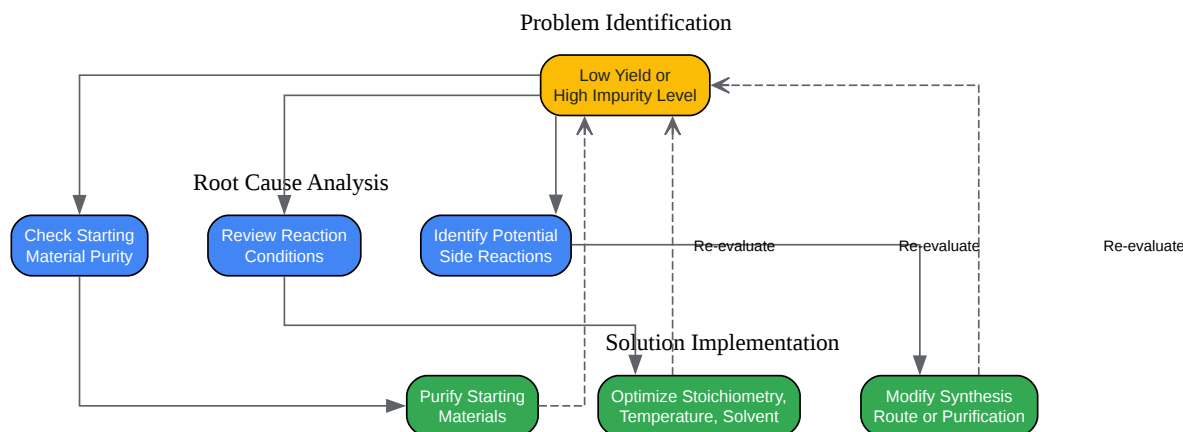 Problem Identification
Low Yield or
High Impurity Level
Root Cause Analysis
Check Starting
Material Purity
Review Reaction
Conditions
Identify Potential
Side Reactions
Re-evaluate
Re-evaluate
Re-evaluate
Solution Implementation
Purify Starting
Materials
Optimize Stoichiometry,
Temperature, Solvent
Modify Synthesis
Route or Purification